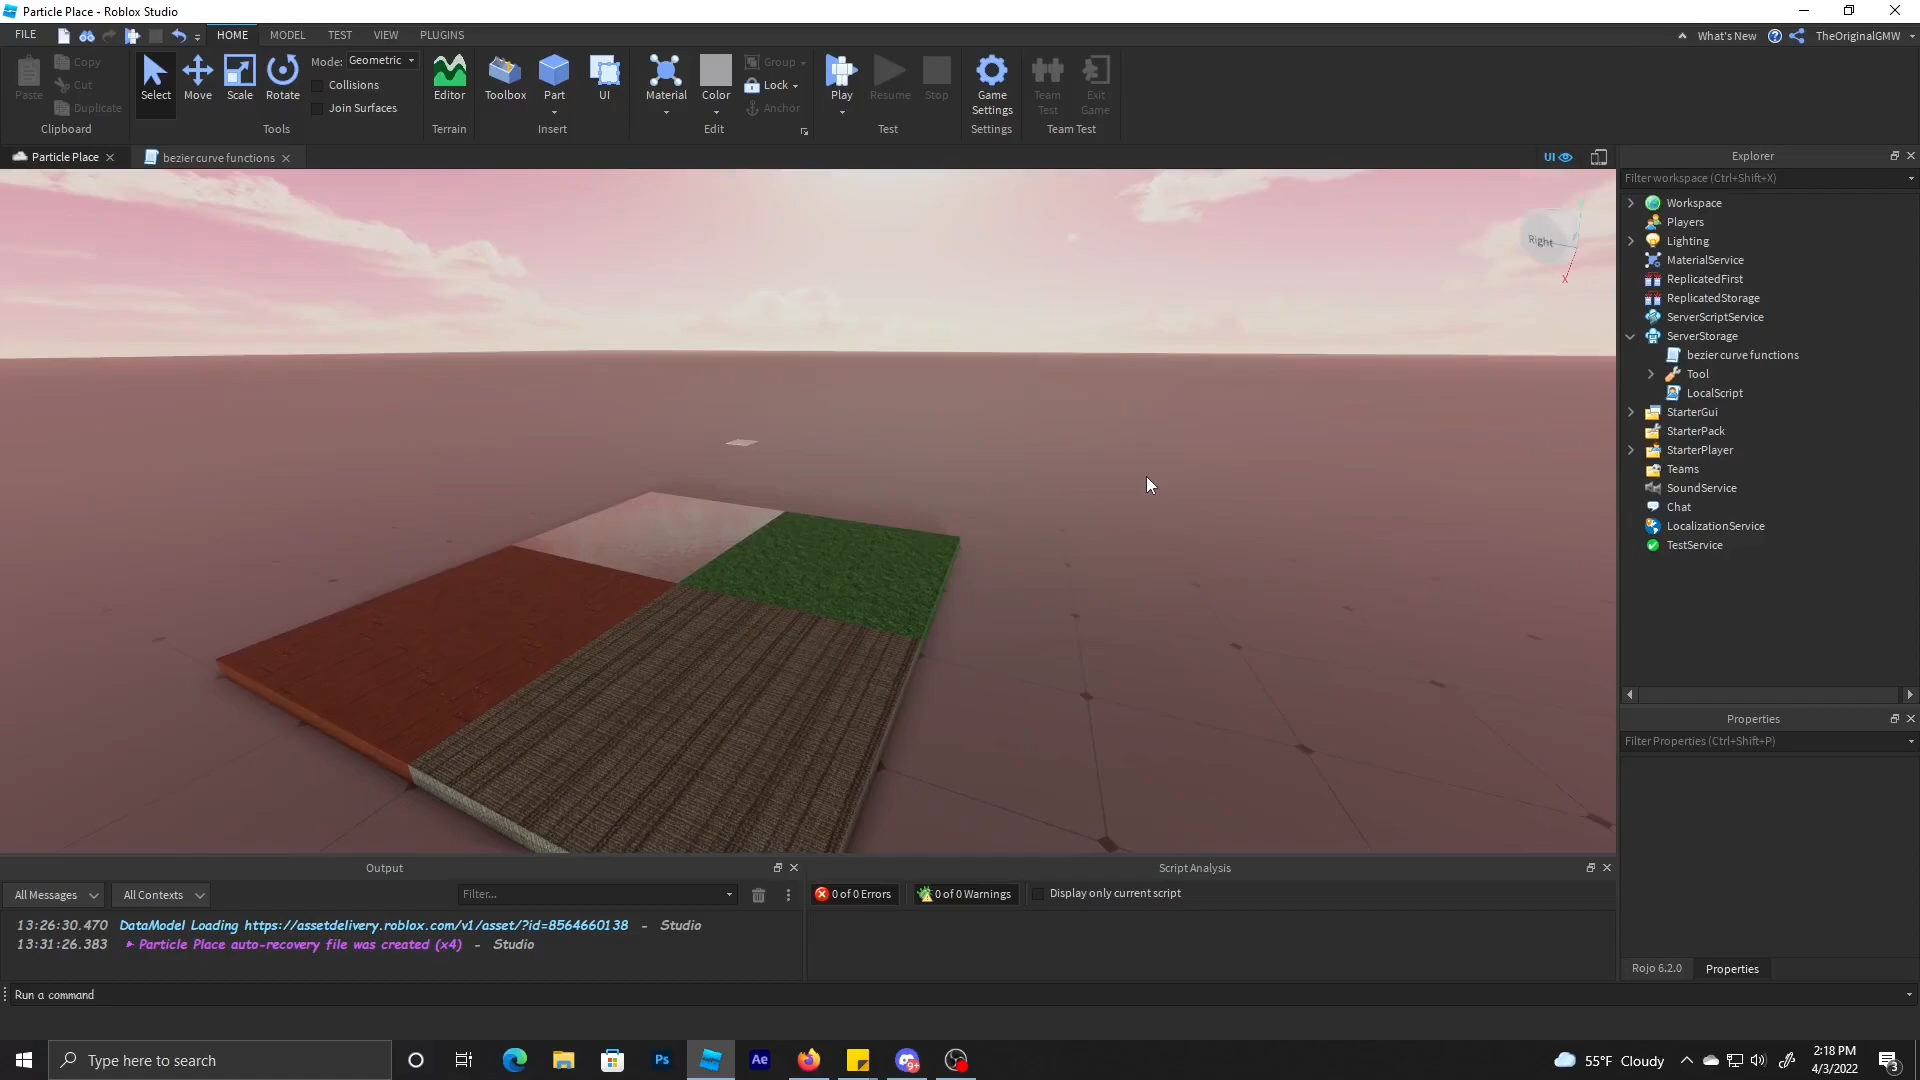 Particle Place - Roblox Studio
FILE
HOME MODEL TEST VIEW PLUGINS
What's New
TheOriginalGMW
Paste
Copy
Cut
Duplicate
Clipboard
Select Move Scale Rotate
Mode: Geometric
Collisions
Join Surfaces
Tools
Editor
Terrain
Toolbox Part UI
Insert
Material Color
Group
Lock
Anchor
Edit
Play Resume Stop
Test
Game
Settings
Settings
Team
Test
Exit
Game
Team Test
Particle Place
bezier curve functions
UI
Right
X
Explorer
Filter workspace (Ctrl+Shift+X)
Workspace
Players
Lighting
MaterialService
ReplicatedFirst
ReplicatedStorage
ServerScriptService
ServerStorage
bezier curve functions
Tool
LocalScript
StarterGui
StarterPack
StarterPlayer
Teams
SoundService
Chat
LocalizationService
TestService
Properties
Filter Properties (Ctrl+Shift+P)
Rojo 6.2.0
Properties
Output
All Messages
All Contexts
Filter...
13:26:30.470 DataModel Loading https://assetdelivery.roblox.com/v1/asset/?id=8564660138 - Studio
13:31:26.383 Particle Place auto-recovery file was created (x4) - Studio
Script Analysis
0 of 0 Errors
0 of 0 Warnings
Display only current script
Run a command
Type here to search
Ps
Ae
9+
55°F Cloudy
2:18 PM
4/3/2022
3